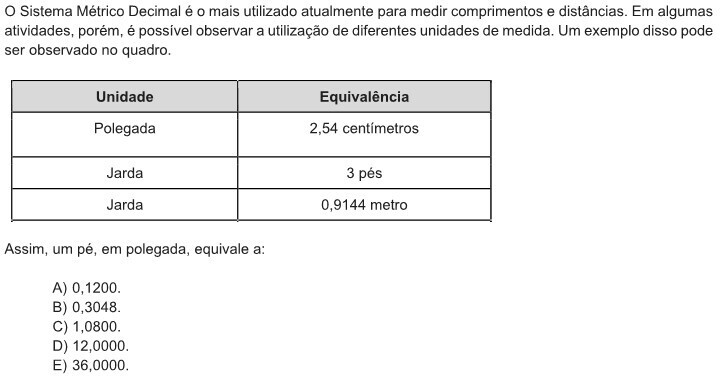 O Sistema Métrico Decimal é o mais utilizado atualmente para medir comprimentos e distâncias. Em algumas
atividades, porém, é possível observar a utilização de diferentes unidades de medida. Um exemplo disso pode
ser observado no quadro.
Unidade Equivalência
Polegada 2,54 centímetros
Jarda 3 pés
Jarda 0,9144 metro
Assim, um pé, em polegada, equivale a:
A) 0,1200.
B) 0,3048.
C) 1,0800.
D) 12,0000.
E) 36,0000.